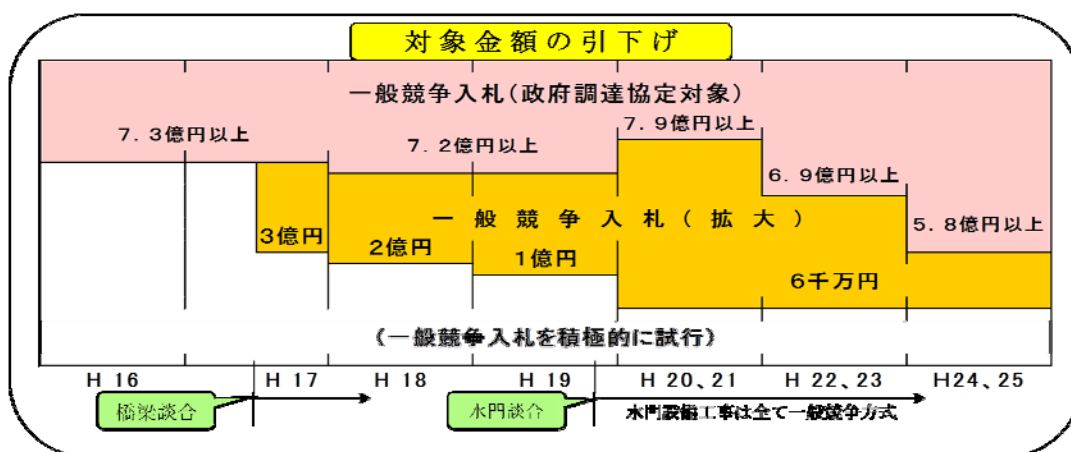 対象金額の引下げ
一般競争入札(政府調達協定対象)
7.3億円以上
7.2億円以上
7.9億円以上
6.9億円以上
5.8億円以上
一般競争入札(拡大)
3億円
2億円
1億円
6千万円
(一般競争入札を積極的に試行)
H 16
H 17
H 18
H 19
H 20、21
H 22、23
H24、25
橋梁談合
水門談合
水門設備工事は全て一般競争方式